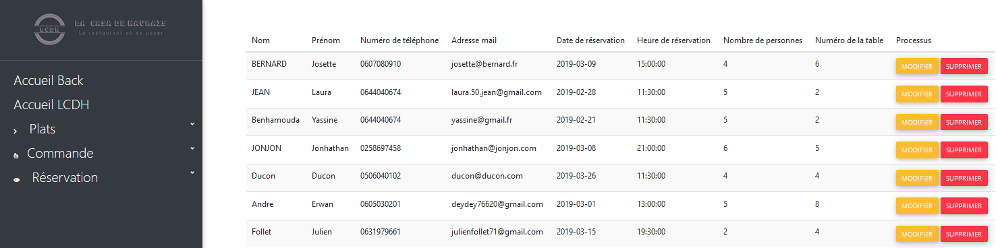 LCDH
LA CASA DE HAVRAIS
Le restaurant où se poser
Accueil Back
Accueil LCDH
Plats
Commande
Réservation
Nom Prénom Numéro de téléphone Adresse mail Date de réservation Heure de réservation Nombre de personnes Numéro de la table Processus
BERNARD Josette 0607080910 josette@bernard.fr 2019-03-09 15:00:00 4 6 MODIFIER SUPPRIMER
JEAN Laura 0644040674 laura.50.jean@gmail.com 2019-02-28 11:30:00 5 2 MODIFIER SUPPRIMER
Benhamouda Yassine 0644040674 yassine@gmail.fr 2019-02-21 11:30:00 5 2 MODIFIER SUPPRIMER
JONJON Jonhathan 0258697458 jonhathan@jonjon.com 2019-03-08 21:00:00 6 5 MODIFIER SUPPRIMER
Ducon Ducon 0506040102 ducon@ducon.com 2019-03-26 11:30:00 4 4 MODIFIER SUPPRIMER
Andre Erwan 0605030201 deydey76620@gmail.com 2019-03-01 13:00:00 5 8 MODIFIER SUPPRIMER
Follet Julien 0631979661 julienfollet71@gmail.com 2019-03-15 19:30:00 2 4 MODIFIER SUPPRIMER